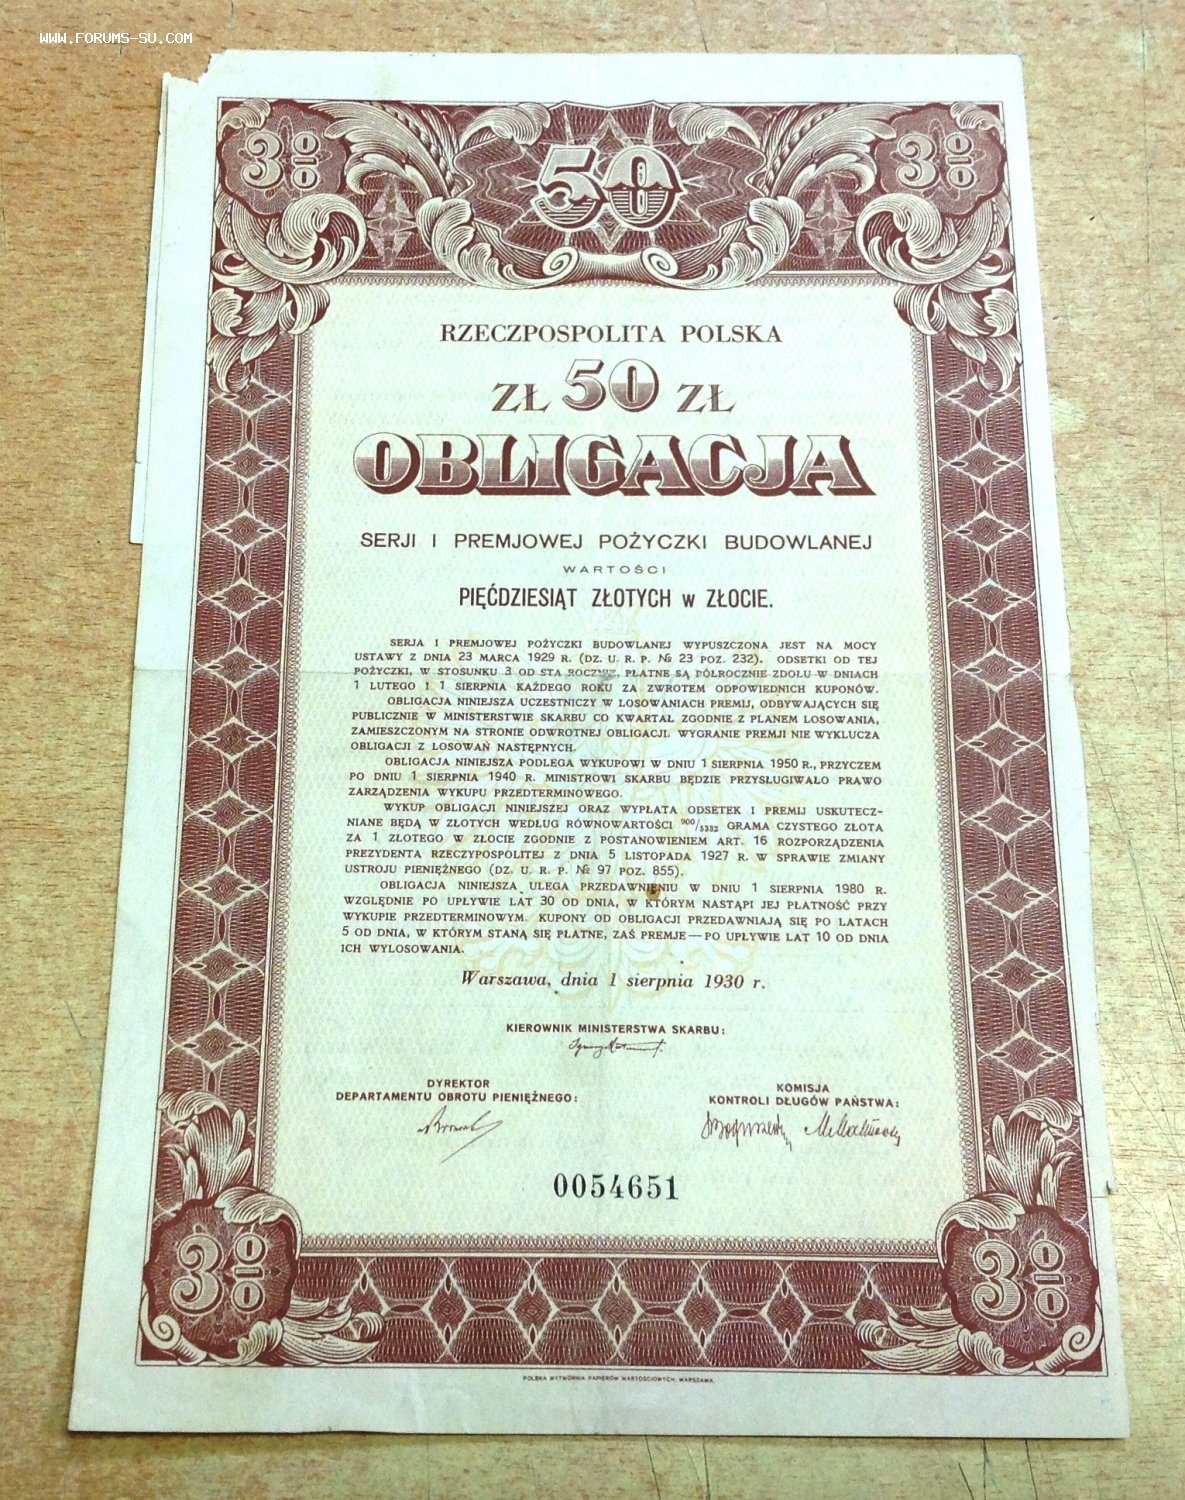 WWW.FORUMS-SU.COM
3% 50 3%
RZECZPOSPOLITA POLSKA
ZŁ 50 ZŁ
OBLIGACJA
SERJI I PREMJOWEJ POŻYCZKI BUDOWLANEJ
WARTOŚCI
PIĘĆDZIESIĄT ZŁOTYCH w ZŁOCIE.
SERJA I PREMJOWEJ POŻYCZKI BUDOWLANEJ WYPUSZCZONA JEST NA MOCY
USTAWY Z DNIA 23 MARCA 1929 R. (DZ. U. R. P. № 23 POZ. 232). ODSETKI OD TEJ
POŻYCZKI, W STOSUNKU 3 OD STA ROCZNIE, PŁATNE SĄ PÓŁROCZNIE ZDOŁU W DNIACH
1 LUTEGO I 1 SIERPNIA KAŻDEGO ROKU ZA ZWROTEM ODPOWIEDNICH KUPONÓW.
OBLIGACJA NINIEJSZA UCZESTNICZY W LOSOWANIACH PREMIJ, ODBYWAJĄCYCH SIĘ
PUBLICZNIE W MINISTERSTWIE SKARBU CO KWARTAŁ ZGODNIE Z PLANEM LOSOWANIA,
ZAMIESZCZONYM NA STRONIE ODWROTNEJ OBLIGACJI. WYGRANIE PREMJI NIE WYKLUCZA
OBLIGACJI Z LOSOWAŃ NASTĘPNYCH.
OBLIGACJA NINIEJSZA PODLEGA WYKUPOWI W DNIU 1 SIERPNIA 1950 R., PRZYCZEM
PO DNIU 1 SIERPNIA 1940 R. MINISTROWI SKARBU BĘDZIE PRZYSŁUGIWAŁO PRAWO
ZARZĄDZENIA WYKUPU PRZEDTERMINOWEGO.
WYKUP OBLIGACJI NINIEJSZEJ ORAZ WYPŁATA ODSETEK I PREMIJ USKUTECZ-
NIANE BĘDĄ W ZŁOTYCH WEDŁUG RÓWNOWARTOŚCI 900/5332 GRAMA CZYSTEGO ZŁOTA
ZA 1 ZŁOTEGO W ZŁOCIE ZGODNIE Z POSTANOWIENIEM ART. 16 ROZPORZĄDZENIA
PREZYDENTA RZECZYPOSPOLITEJ Z DNIA 5 LISTOPADA 1927 R. W SPRAWIE ZMIANY
USTROJU PIENIĘŻNEGO (DZ. U. R. P. № 97 POZ. 855).
OBLIGACJA NINIEJSZA ULEGA PRZEDAWNIENIU W DNIU 1 SIERPNIA 1980 R.
WZGLĘDNIE PO UPŁYWIE LAT 30 OD DNIA, W KTÓRYM NASTĄPI JEJ PŁATNOŚĆ PRZY
WYKUPIE PRZEDTERMINOWYM. KUPONY OD OBLIGACJI PRZEDAWNIAJĄ SIĘ PO LATACH
5 OD DNIA, W KTÓRYM STANĄ SIĘ PŁATNE, ZAŚ PREMJE—PO UPŁYWIE LAT 10 OD DNIA
ICH WYLOSOWANIA.
Warszawa, dnia 1 sierpnia 1930 r.
KIEROWNIK MINISTERSTWA SKARBU:
DYREKTOR
DEPARTAMENTU OBROTU PIENIĘŻNEGO:
KOMISJA
KONTROLI DŁUGÓW PAŃSTWA:
0054651
3% 3%
POLSKA WYTWÓRNIA PAPIERÓW WARTOŚCIOWYCH, WARSZAWA